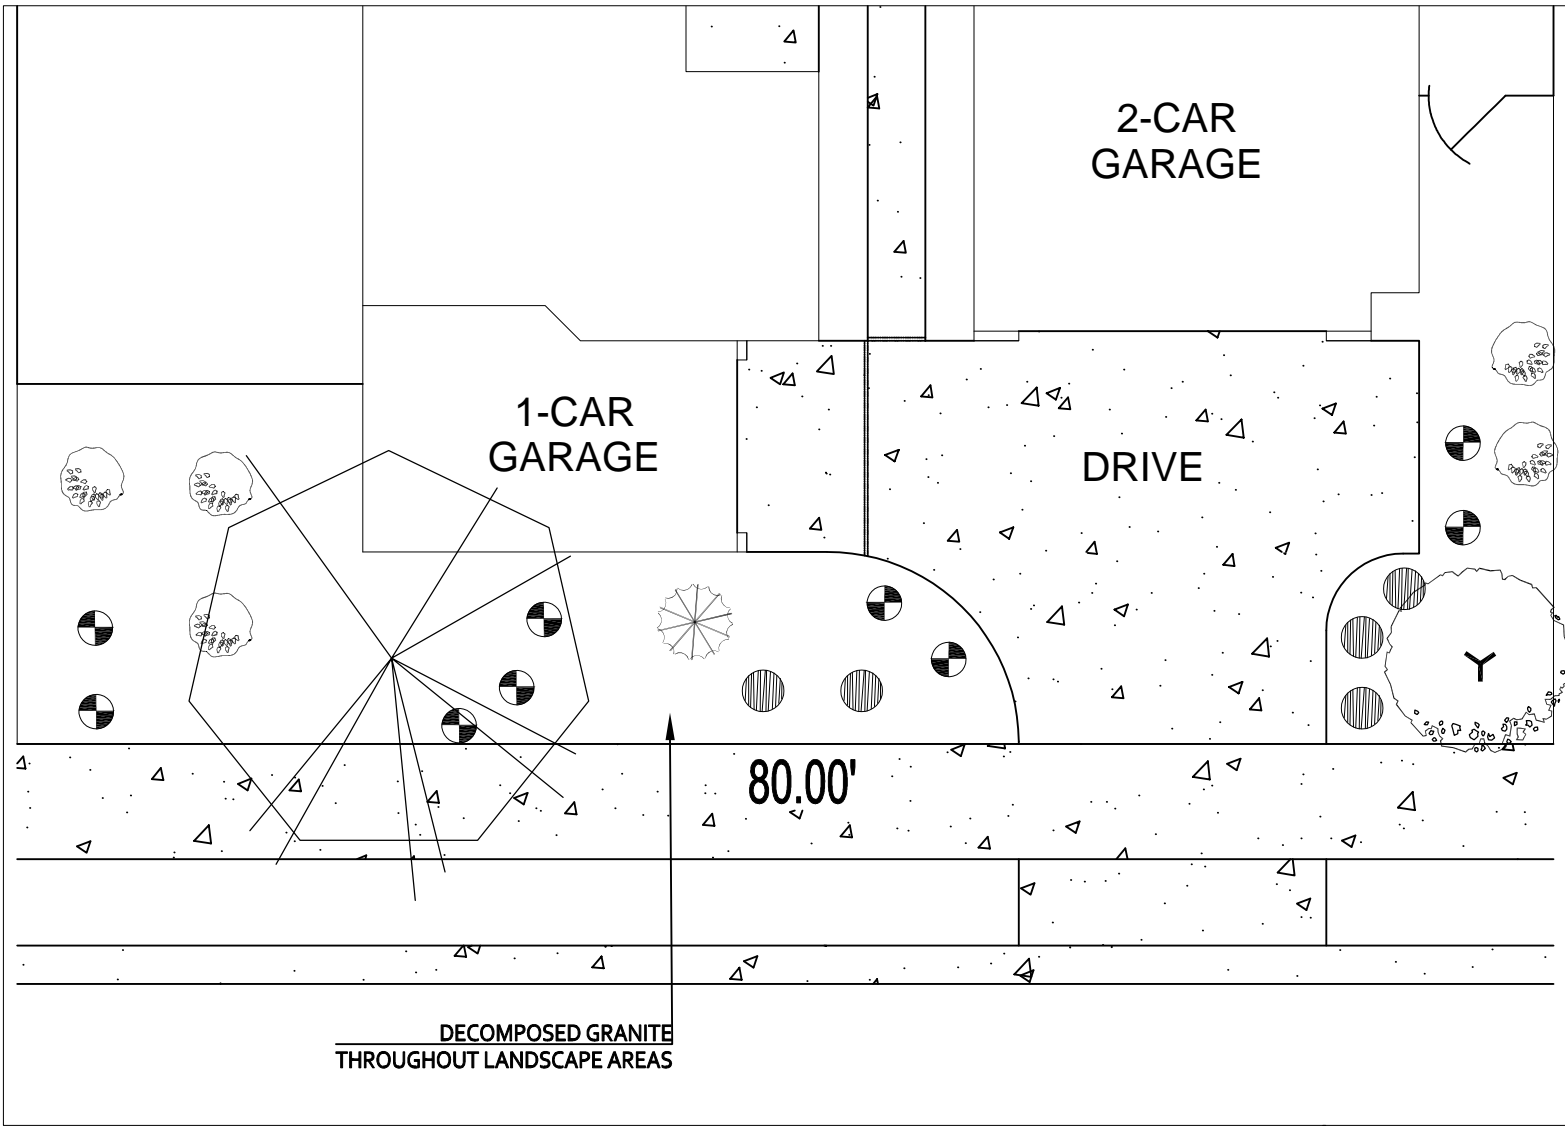 2-CAR
GARAGE
1-CAR
GARAGE
DRIVE
80.00'
DECOMPOSED GRANITE
THROUGHOUT LANDSCAPE AREAS